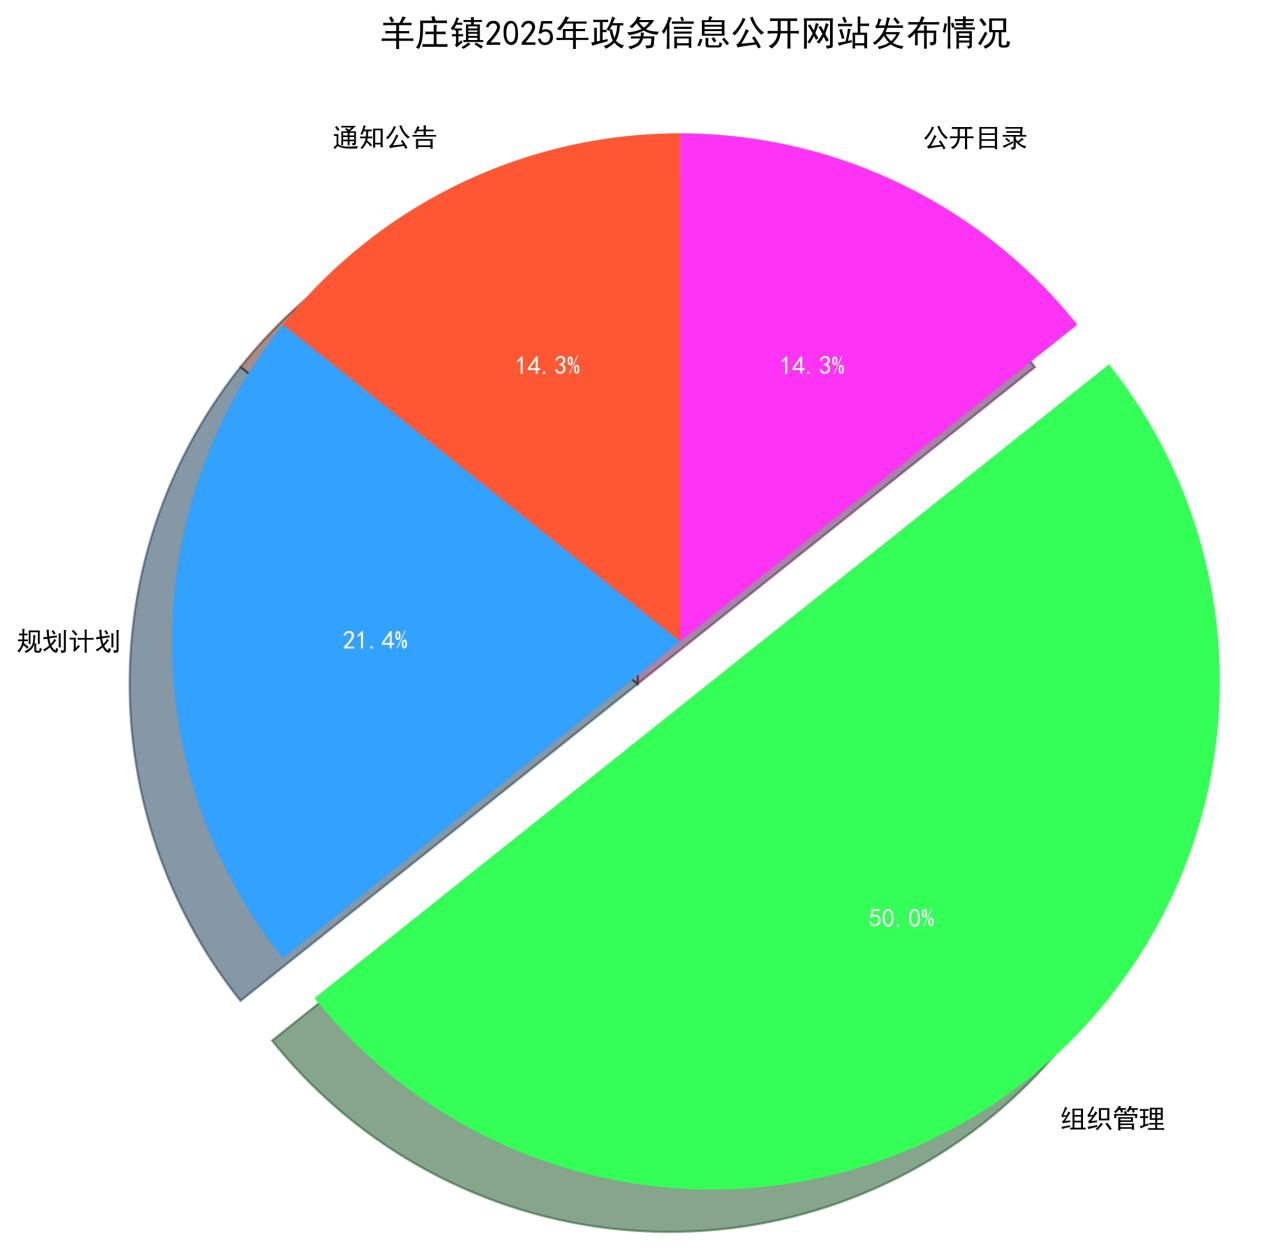 羊庄镇2025年政务信息公开网站发布情况
通知公告
公开目录
14.3%
14.3%
规划计划
21.4%
50.0%
组织管理